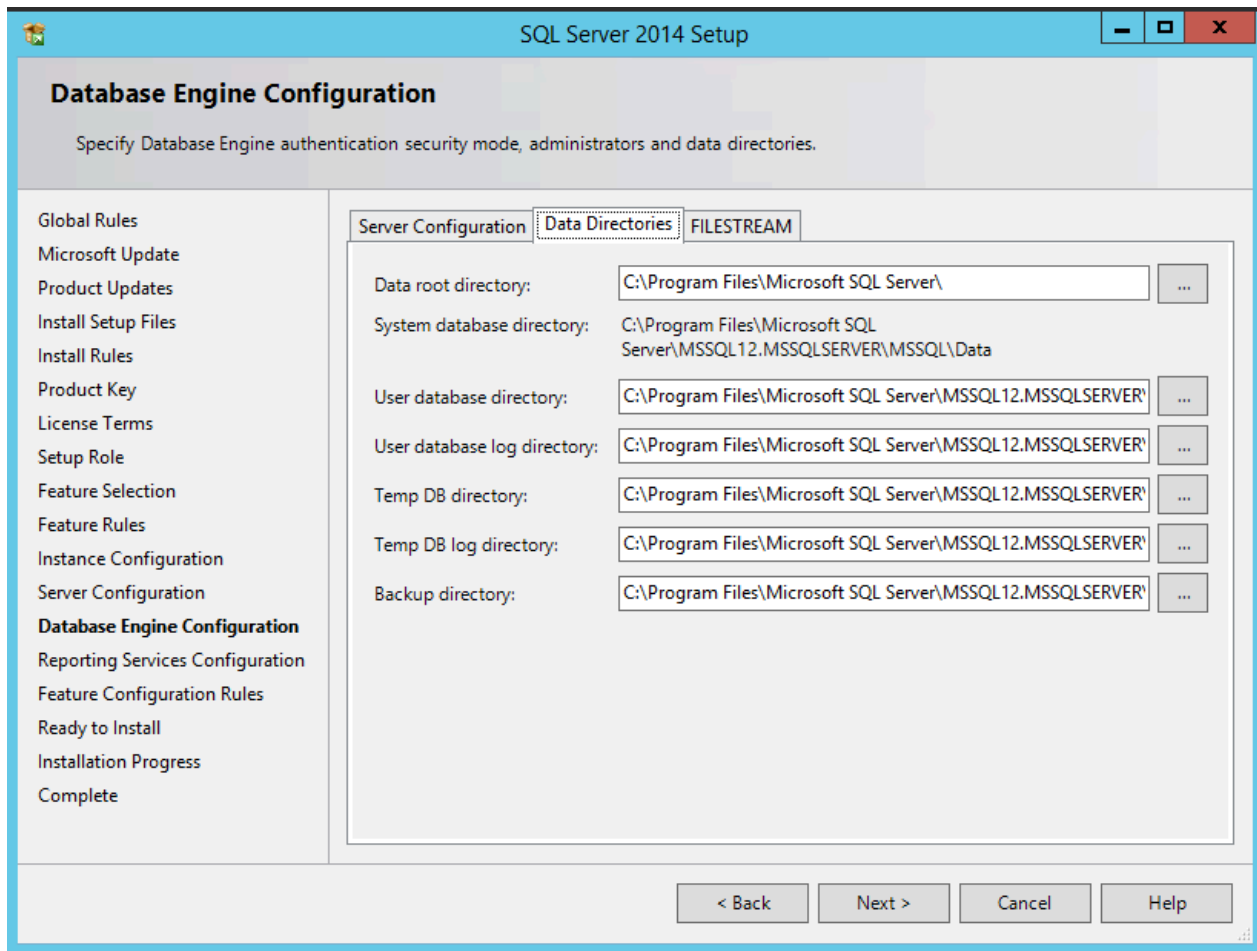 SQL Server 2014 Setup
Database Engine Configuration
Specify Database Engine authentication security mode, administrators and data directories.
Global Rules
Microsoft Update
Product Updates
Install Setup Files
Install Rules
Product Key
License Terms
Setup Role
Feature Selection
Feature Rules
Instance Configuration
Server Configuration
Database Engine Configuration
Reporting Services Configuration
Feature Configuration Rules
Ready to Install
Installation Progress
Complete
Server Configuration Data Directories FILESTREAM
Data root directory: C:\Program Files\Microsoft SQL Server\
System database directory: C:\Program Files\Microsoft SQL
Server\MSSQL12.MSSQLSERVER\MSSQL\Data
User database directory: C:\Program Files\Microsoft SQL Server\MSSQL12.MSSQLSERVER\
User database log directory: C:\Program Files\Microsoft SQL Server\MSSQL12.MSSQLSERVER\
Temp DB directory: C:\Program Files\Microsoft SQL Server\MSSQL12.MSSQLSERVER\
Temp DB log directory: C:\Program Files\Microsoft SQL Server\MSSQL12.MSSQLSERVER\
Backup directory: C:\Program Files\Microsoft SQL Server\MSSQL12.MSSQLSERVER\
< Back Next > Cancel Help